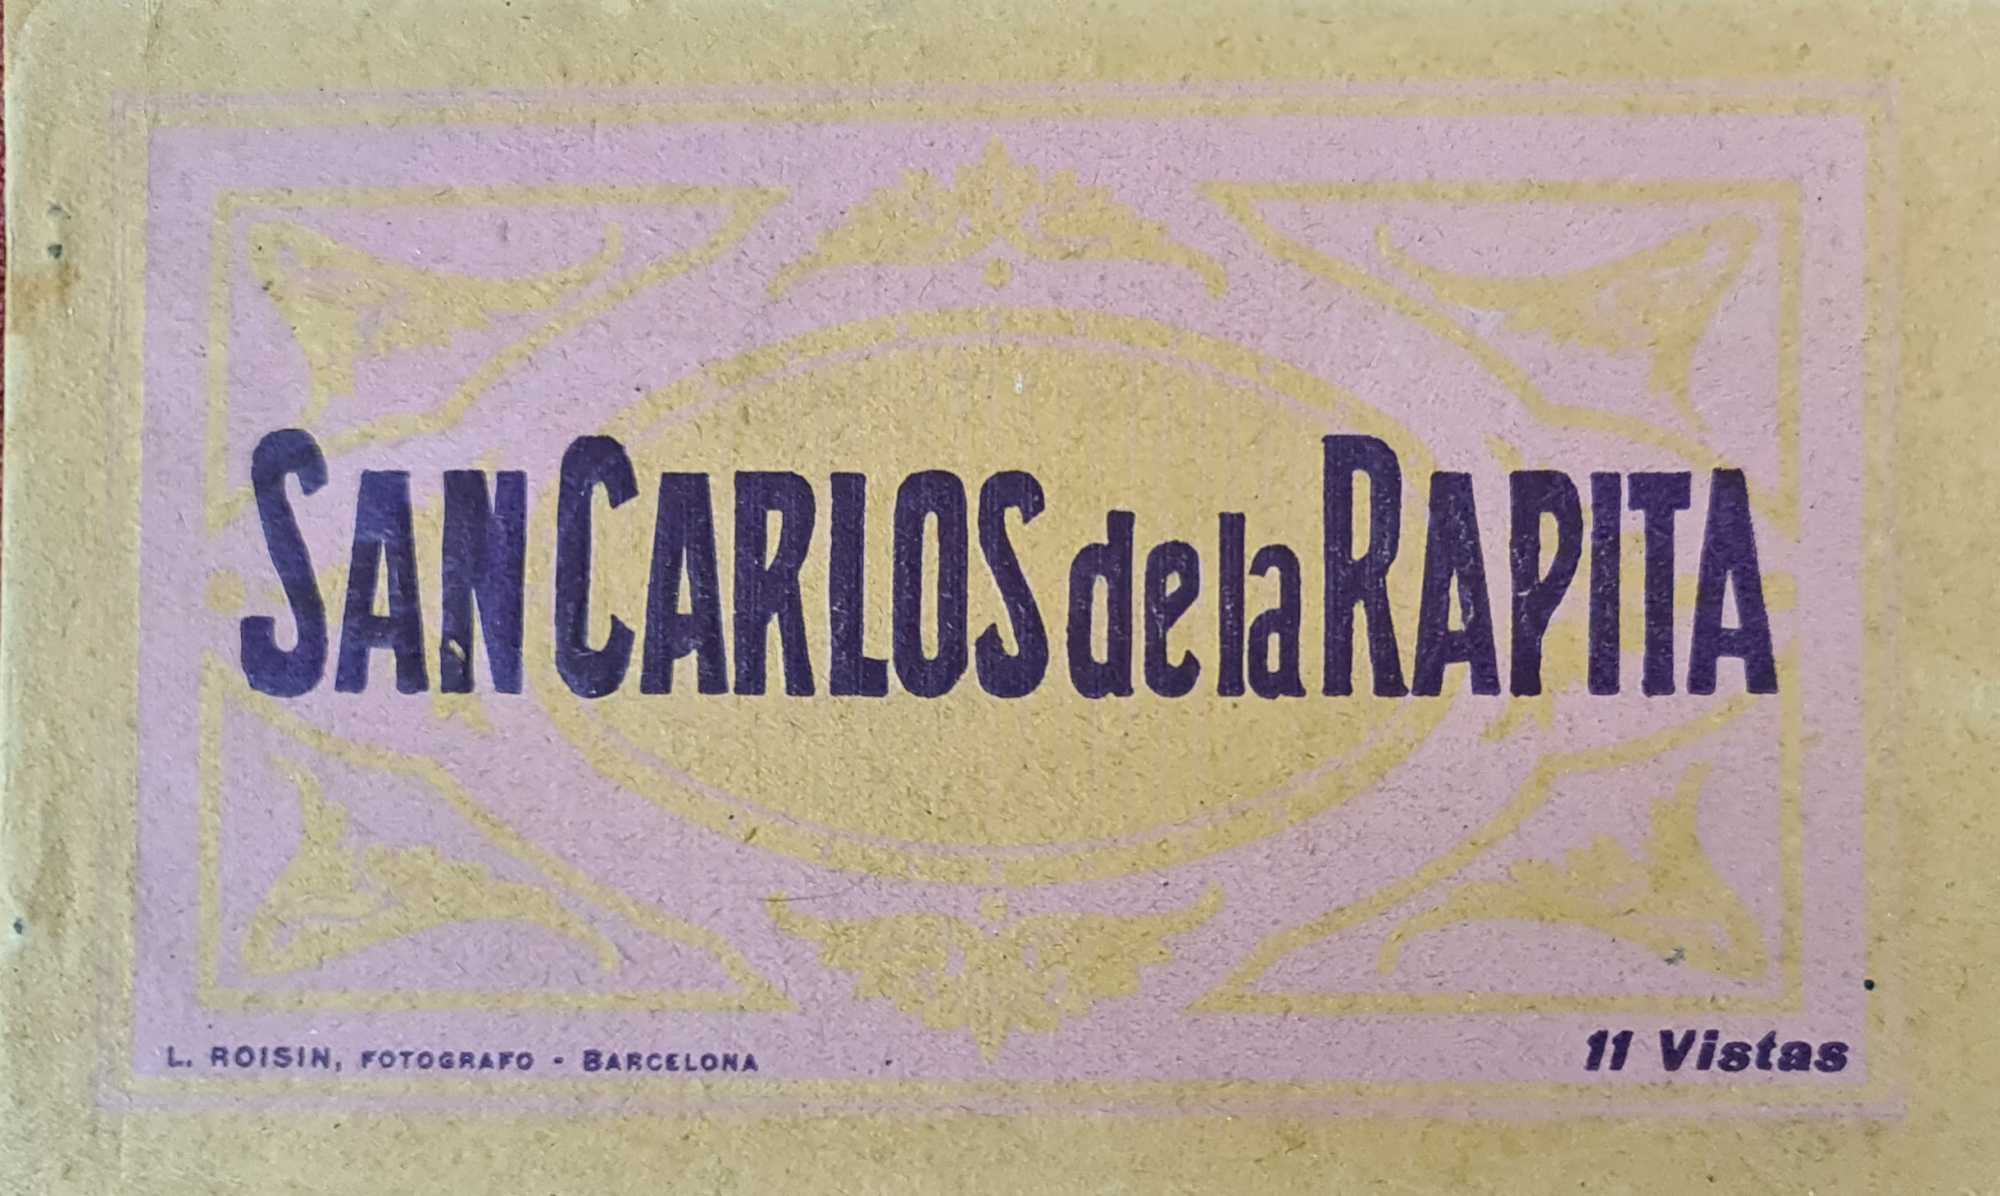 SAN CARLOS de la RAPITA
L. ROISIN, FOTOGRAFO - BARCELONA
11 Vistas